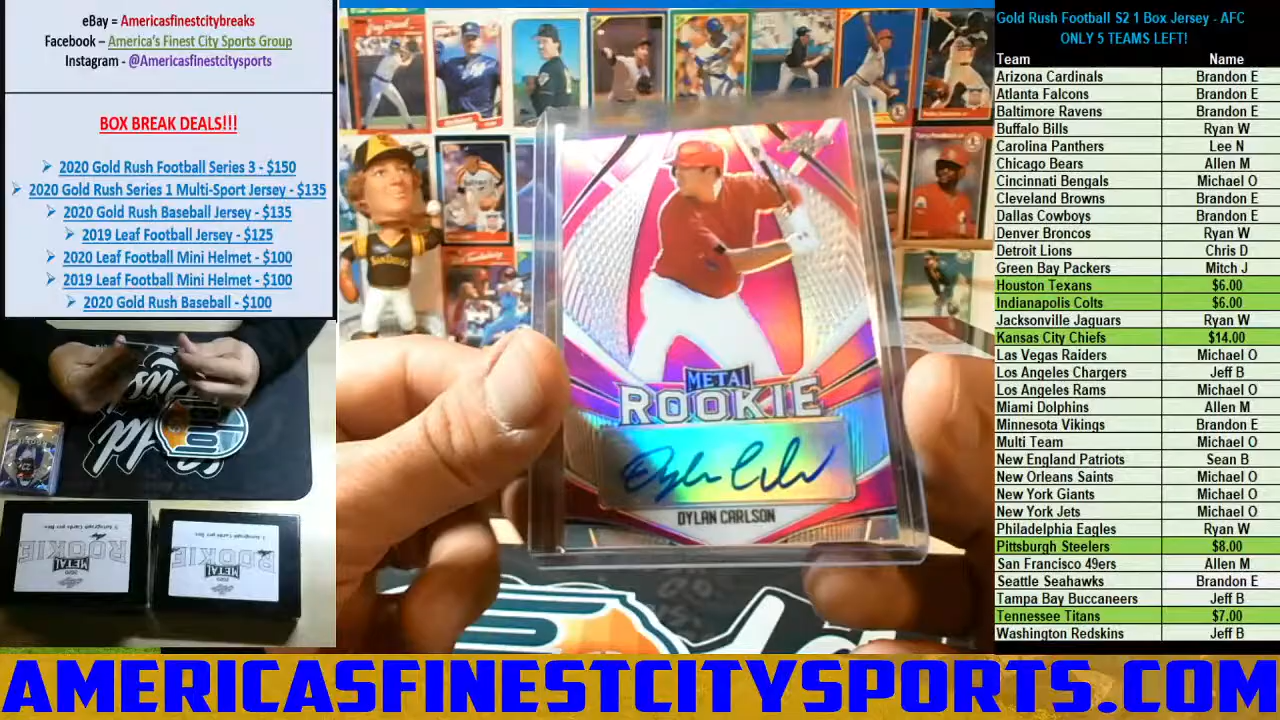 eBay = Americasfinestcitybreaks
Facebook – America's Finest City Sports Group
Instagram - @Americasfinestcitysports
BOX BREAK DEALS!!!
2020 Gold Rush Football Series 3 - $150
2020 Gold Rush Series 1 Multi-Sport Jersey - $135
2020 Gold Rush Baseball Jersey - $135
2019 Leaf Football Jersey - $125
2020 Leaf Football Mini Helmet - $100
2019 Leaf Football Mini Helmet - $100
2020 Gold Rush Baseball - $100
METAL
ROOKIE
DYLAN CARLSON
ROOKIE
METAL
ROOKIE
METAL
Gold Rush Football S2 1 Box Jersey - AFC
ONLY 5 TEAMS LEFT!
Team Name
Arizona Cardinals Brandon E
Atlanta Falcons Brandon E
Baltimore Ravens Brandon E
Buffalo Bills Ryan W
Carolina Panthers Lee N
Chicago Bears Allen M
Cincinnati Bengals Michael O
Cleveland Browns Brandon E
Dallas Cowboys Brandon E
Denver Broncos Ryan W
Detroit Lions Chris D
Green Bay Packers Mitch J
Houston Texans $6.00
Indianapolis Colts $6.00
Jacksonville Jaquars Ryan W
Kansas City Chiefs $14.00
Las Vegas Raiders Michael O
Los Angeles Chargers Jeff B
Los Angeles Rams Michael O
Miami Dolphins Allen M
Minnesota Vikings Brandon E
Multi Team Michael O
New England Patriots Sean B
New Orleans Saints Michael O
New York Giants Michael O
New York Jets Michael O
Philadelphia Eagles Ryan W
Pittsburgh Steelers $8.00
San Francisco 49ers Allen M
Seattle Seahawks Brandon E
Tampa Bay Buccaneers Jeff B
Tennessee Titans $7.00
Washington Redskins Jeff B
AMERICASFINESTCITYSPORTS.COM